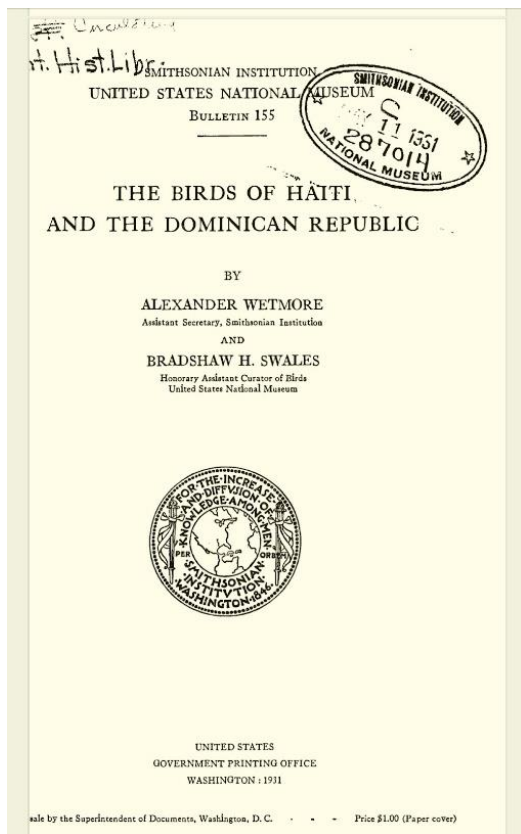 Circulating
nt. Hist. Libr.
SMITHSONIAN INSTITUTION
UNITED STATES NATIONAL MUSEUM
BULLETIN 155
SMITHSONIAN INSTITUTION
11 1931
287014
NATIONAL MUSEUM
THE BIRDS OF HAITI
AND THE DOMINICAN REPUBLIC
BY
ALEXANDER WETMORE
Assistant Secretary, Smithsonian Institution
AND
BRADSHAW H. SWALES
Honorary Assistant Curator of Birds
United States National Museum
FOR·THE·INCREASE
·AND·DIFFVSION·OF·
KNOWLEDGE·AMONG·MEN
PER ORBEM
·SMITHSONIAN·
·INSTITVTION·
WASHINGTON·1846·
UNITED STATES
GOVERNMENT PRINTING OFFICE
WASHINGTON : 1931
sale by the Superintendent of Documents, Washington, D. C. - - - Price $1.00 (Paper cover)